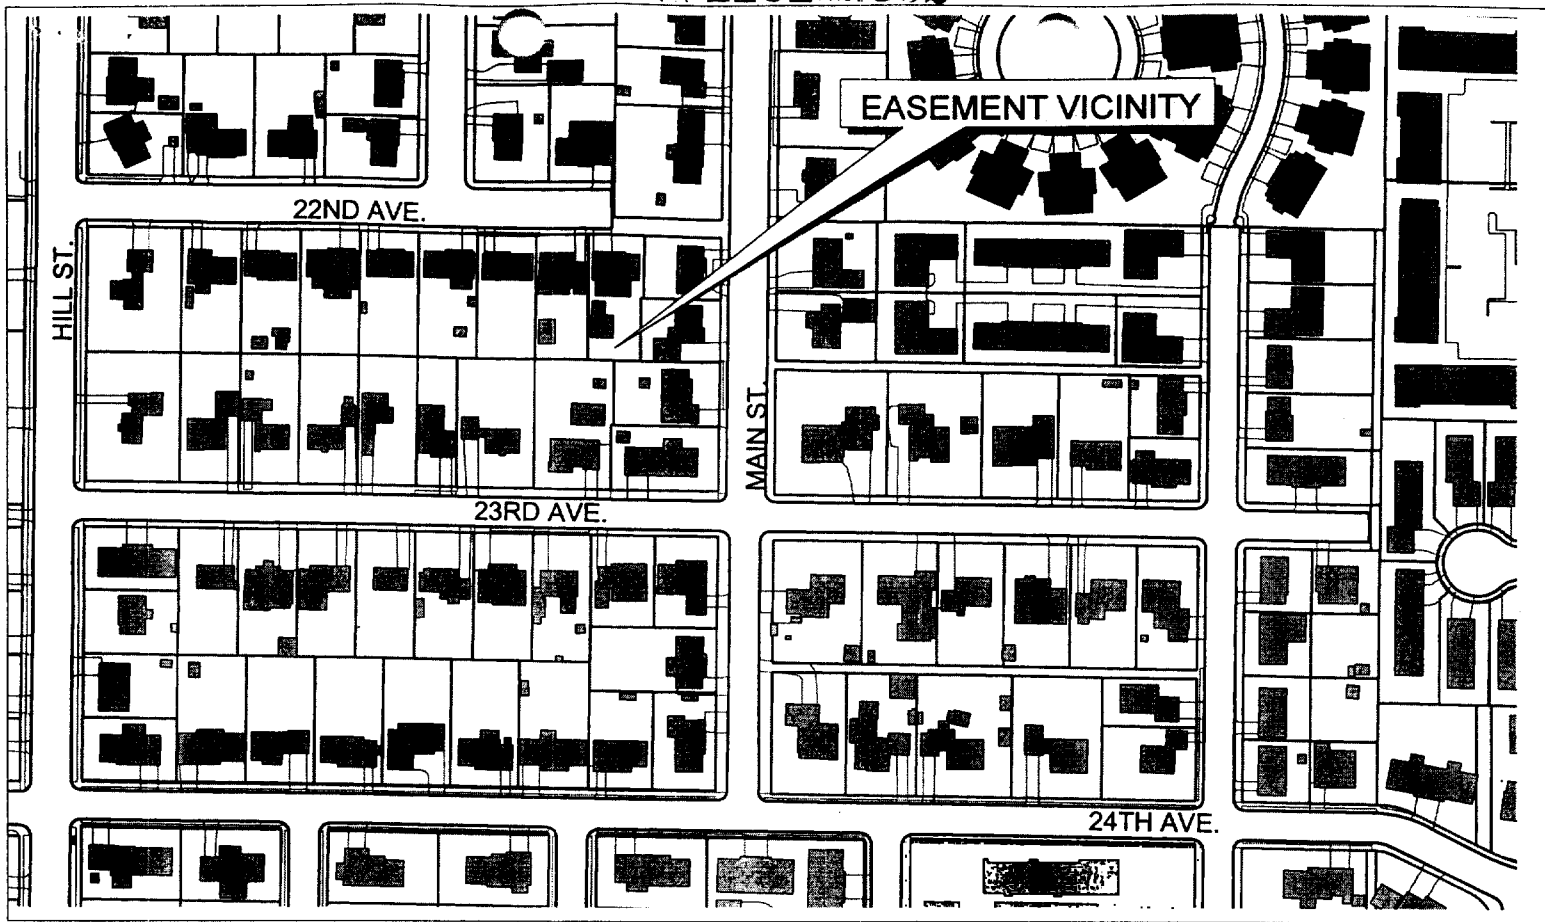 EASEMENT VICINITY
22ND AVE.
HILL ST.
MAIN ST.
23RD AVE.
24TH AVE.